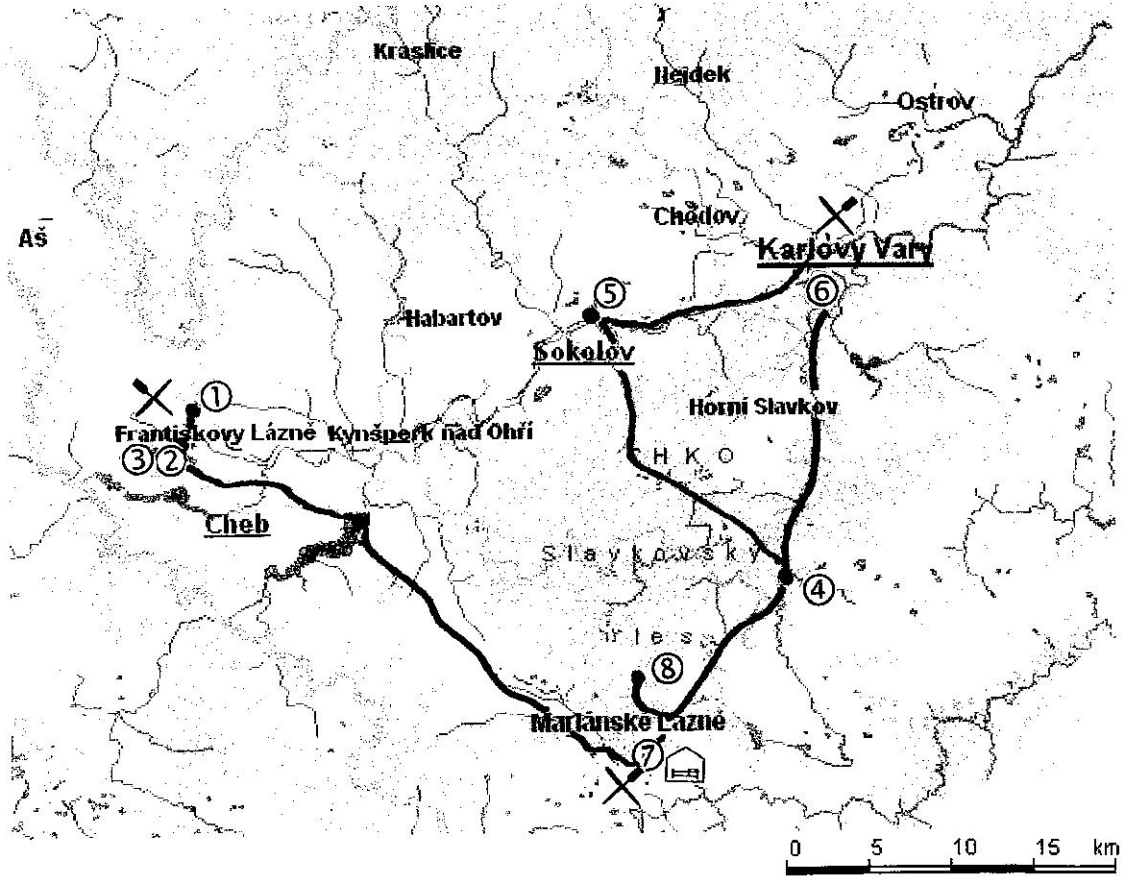 Kraslice
Nejdek
Ostrov
Chodov
Aš
Karlovy Vary
⑥
⑤
Habartov
Sokolov
①
Horní Slavkov
Františkovy Lázně Kynšperk nad Ohří
③ ②
CHKO
Cheb
Slavkovský
④
les
⑧
Mariánské Lázně
⑦
0 5 10 15 km